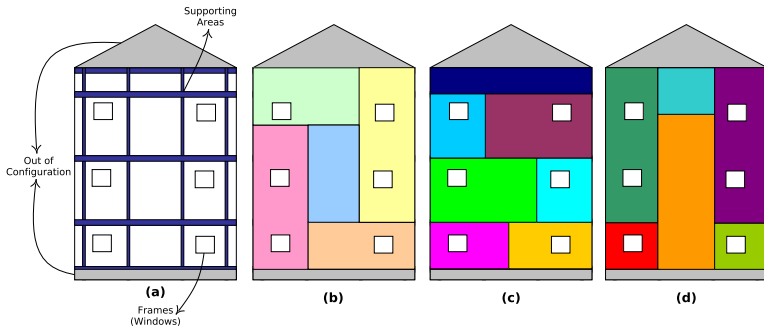 Supporting
Areas
Out of
Configuration
(a)
(b)
(c)
(d)
Frames
(Windows)